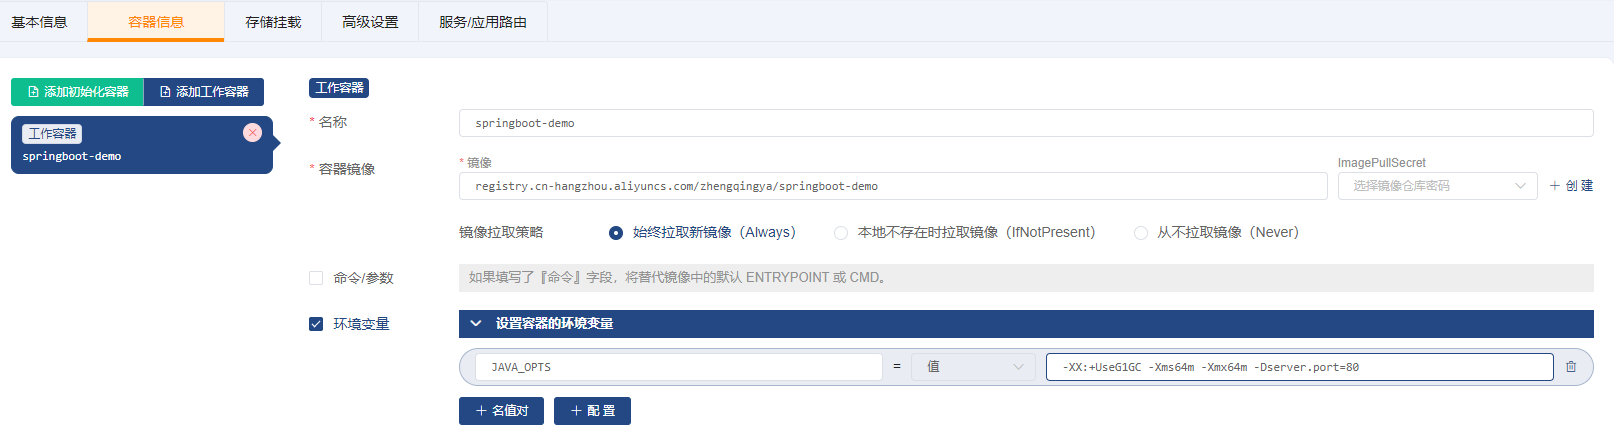 基本信息 容器信息 存储挂载 高级设置 服务/应用路由
添加初始化容器 添加工作容器
工作容器
springboot-demo
工作容器
* 名称 springboot-demo
* 容器镜像 * 镜像 ImagePullSecret
registry.cn-hangzhou.aliyuncs.com/zhengqingya/springboot-demo 选择镜像仓库密码 + 创 建
镜像拉取策略 始终拉取新镜像（Always） 本地不存在时拉取镜像（IfNotPresent） 从不拉取镜像（Never）
命令/参数 如果填写了『命令』字段，将替代镜像中的默认 ENTRYPOINT 或 CMD。
环境变量 设置容器的环境变量
JAVA_OPTS = 值 -XX:+UseG1GC -Xms64m -Xmx64m -Dserver.port=80
+ 名值对 + 配 置